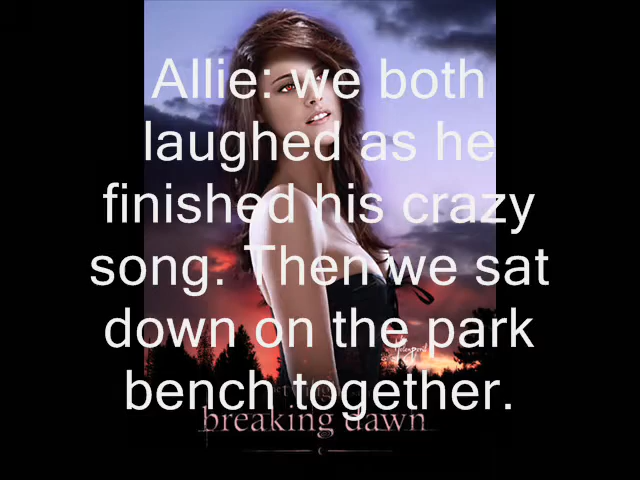 Allie: we both
laughed as he
finished his crazy
song. Then we sat
down on the park
bench together.
breaking dawn